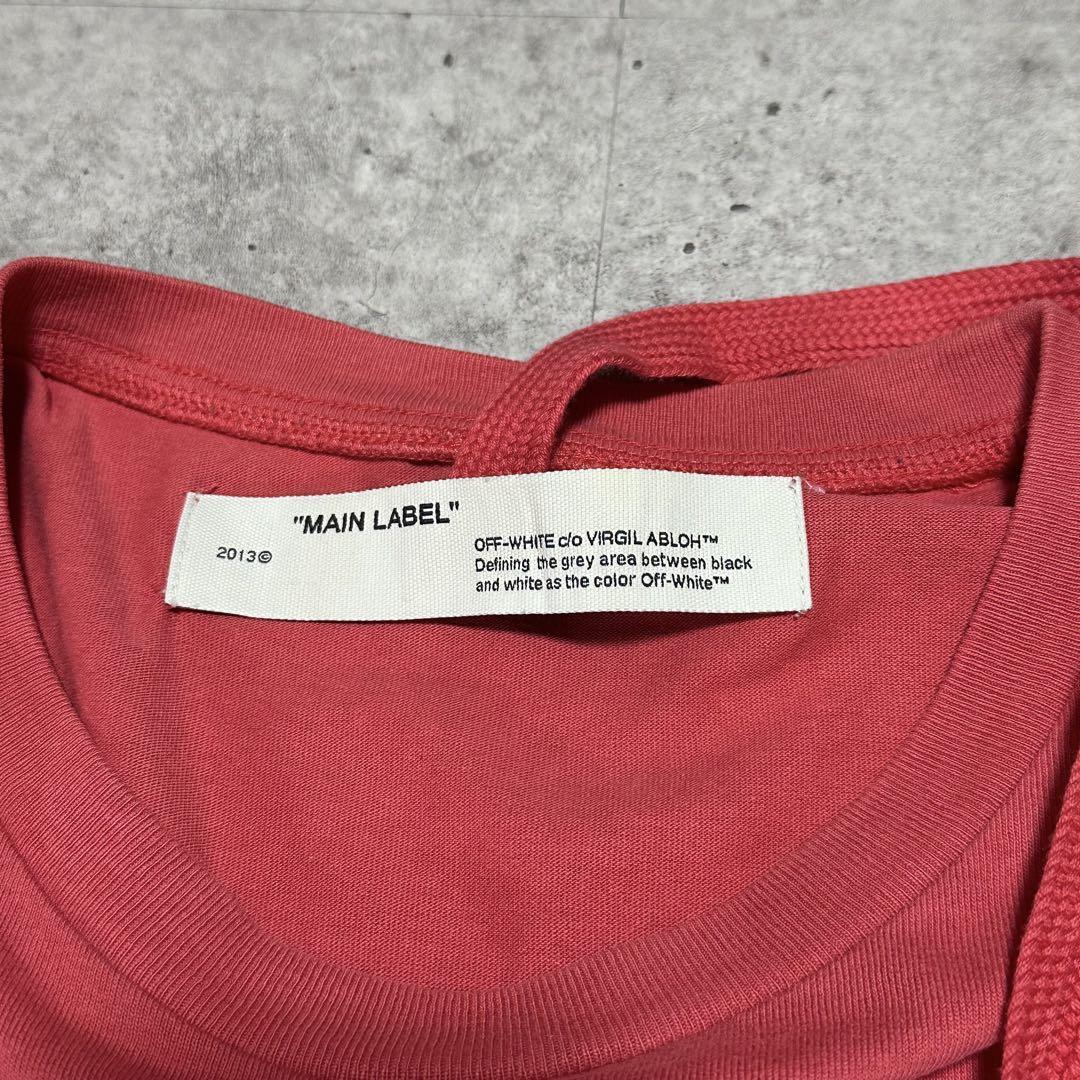 "MAIN LABEL"
2013©
OFF-WHITE c/o VIRGIL ABLOH™
Defining the grey area between black
and white as the color Off-White™